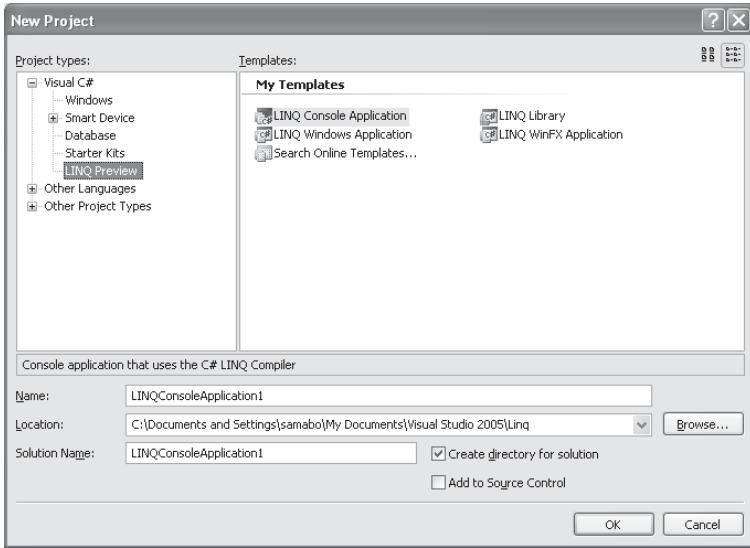 New Project
Project types:
Templates:
Visual C#
Windows
Smart Device
Database
Starter Kits
LINQ Preview
Other Languages
Other Project Types
My Templates
LINQ Console Application
LINQ Library
LINQ Windows Application
LINQ WinFX Application
Search Online Templates...
Console application that uses the C# LINQ Compiler
Name:
LINQConsoleApplication1
Location:
C:\Documents and Settings\samabo\My Documents\Visual Studio 2005\Linq
Browse...
Solution Name:
LINQConsoleApplication1
Create directory for solution
Add to Source Control
OK
Cancel